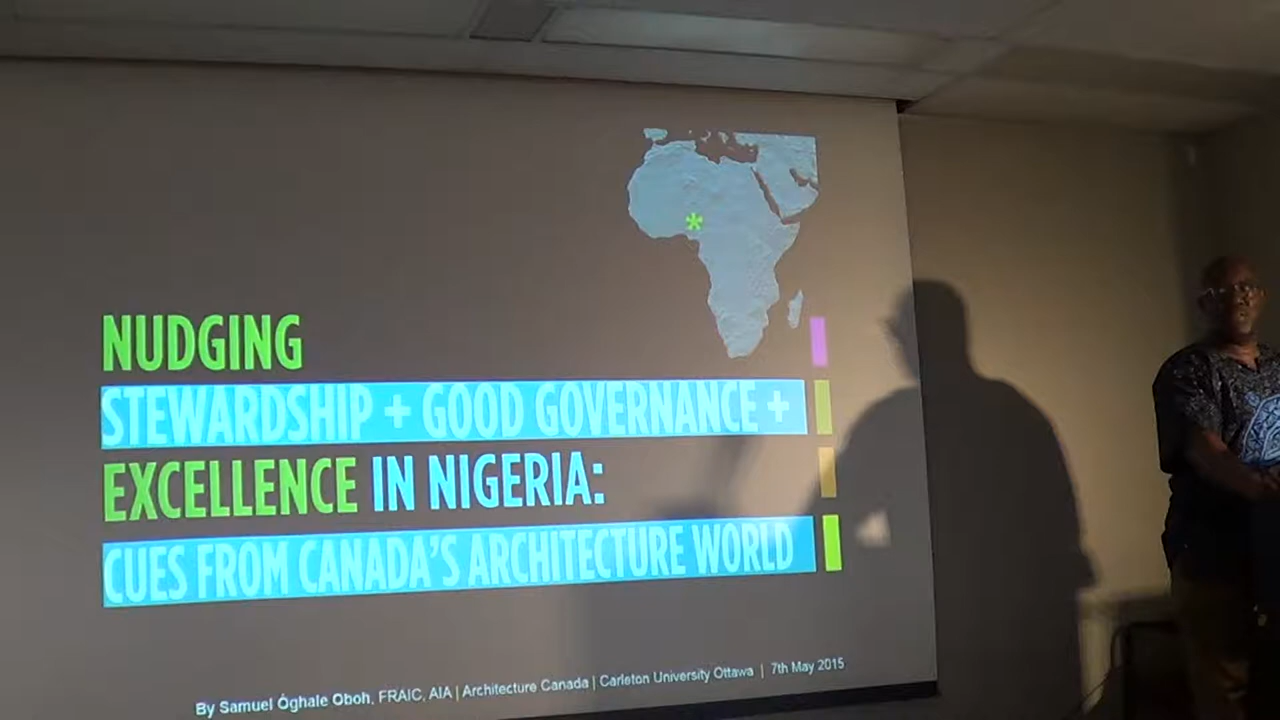 NUDGING
STEWARDSHIP + GOOD GOVERNANCE +
EXCELLENCE IN NIGERIA:
CUES FROM CANADA'S ARCHITECTURE WORLD
By Samuel Óghale Oboh, FRAIC, AIA | Architecture Canada | Carleton University Ottawa | 7th May 2015